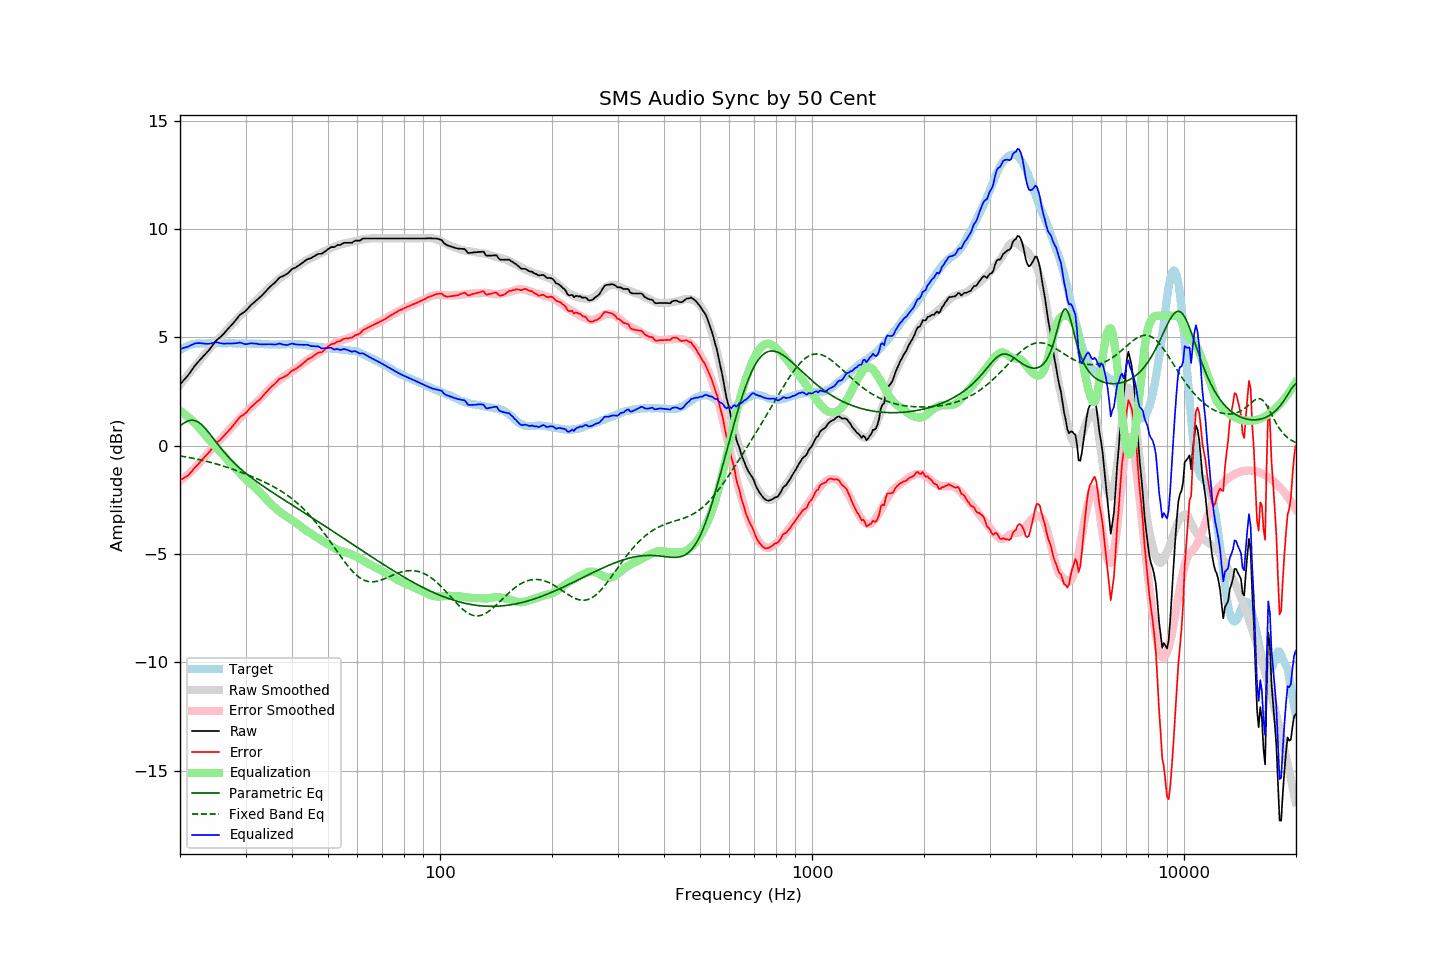 SMS Audio Sync by 50 Cent
15
10
5
0
−5
−10
−15
Amplitude (dBr)
Target
Raw Smoothed
Error Smoothed
Raw
Error
Equalization
Parametric Eq
Fixed Band Eq
Equalized
100
1000
10000
Frequency (Hz)